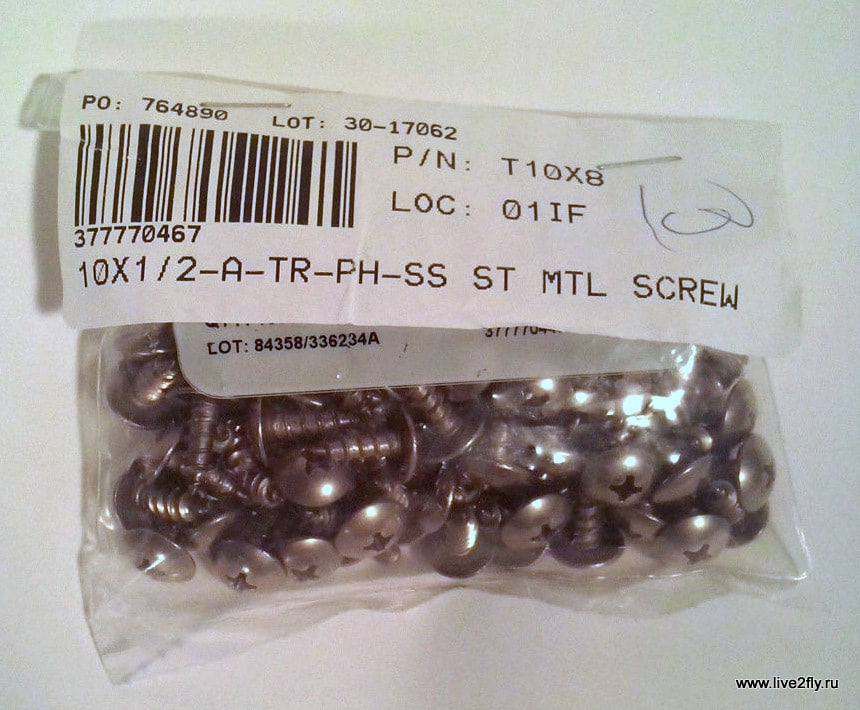 PO: 764890 LOT: 30-17062
P/N: T10X8
LOC: 01IF
377770467
10X1/2-A-TR-PH-SS ST MTL SCREW
LOT: 84358/336234A
www.live2fly.ru